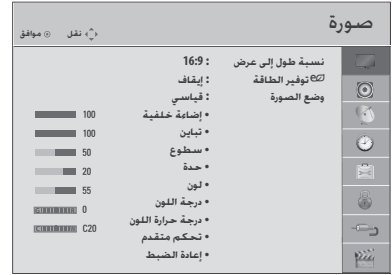 صورة
نقل ⊙ موافق
نسبة طول إلى عرض : 16:9
توفير الطاقة : إيقاف
وضع الصورة : قياسي
• إضاءة خلفية 100
• تباين 100
• سطوع 50
• حدة 20
• لون 55
• درجة اللون 0
• درجة حرارة اللون C20
• تحكم متقدم
• إعادة الضبط